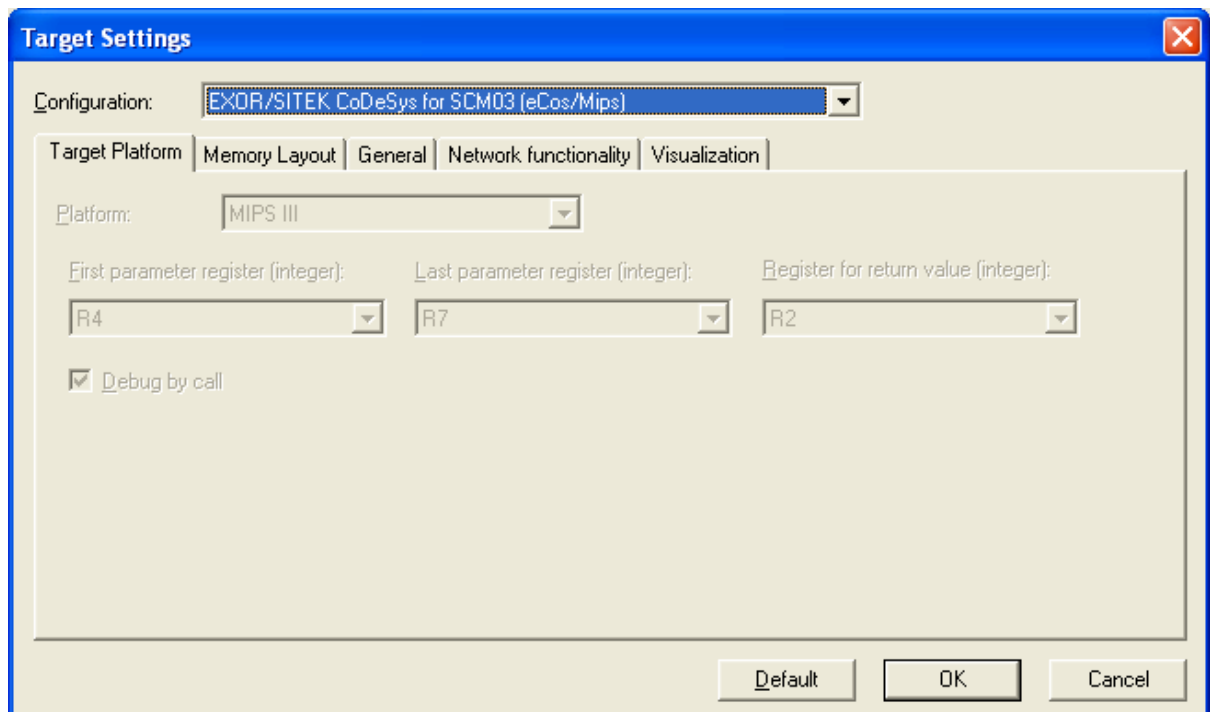 Target Settings
Configuration: EXOR/SITEK CoDeSys for SCM03 (eCos/Mips)
Target Platform Memory Layout General Network functionality Visualization
Platform: MIPS III
First parameter register (integer): Last parameter register (integer): Register for return value (integer):
R4 R7 R2
Debug by call
Default OK Cancel